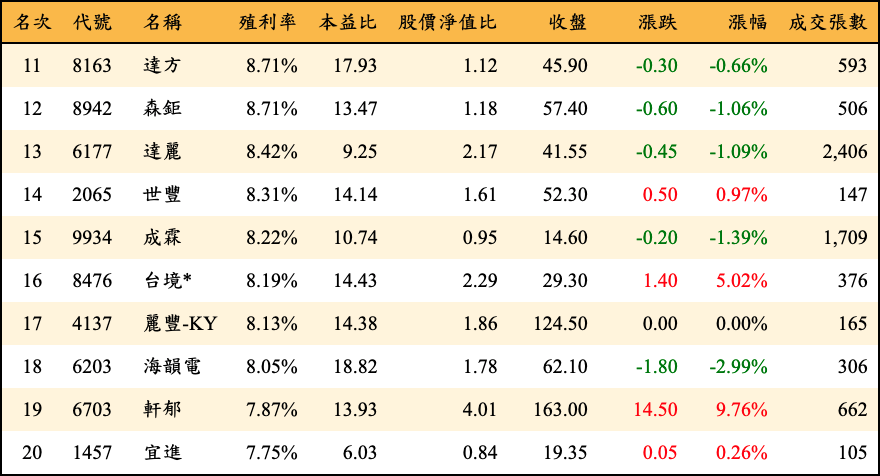 名次 代號 名稱 殖利率 本益比 股價淨值比 收盤 漲跌 漲幅 成交張數
11 8163 達方 8.71% 17.93 1.12 45.90 -0.30 -0.66% 593
12 8942 森鉅 8.71% 13.47 1.18 57.40 -0.60 -1.06% 506
13 6177 達麗 8.42% 9.25 2.17 41.55 -0.45 -1.09% 2,406
14 2065 世豐 8.31% 14.14 1.61 52.30 0.50 0.97% 147
15 9934 成霖 8.22% 10.74 0.95 14.60 -0.20 -1.39% 1,709
16 8476 台境* 8.19% 14.43 2.29 29.30 1.40 5.02% 376
17 4137 麗豐-KY 8.13% 14.38 1.86 124.50 0.00 0.00% 165
18 6203 海韻電 8.05% 18.82 1.78 62.10 -1.80 -2.99% 306
19 6703 軒郁 7.87% 13.93 4.01 163.00 14.50 9.76% 662
20 1457 宜進 7.75% 6.03 0.84 19.35 0.05 0.26% 105